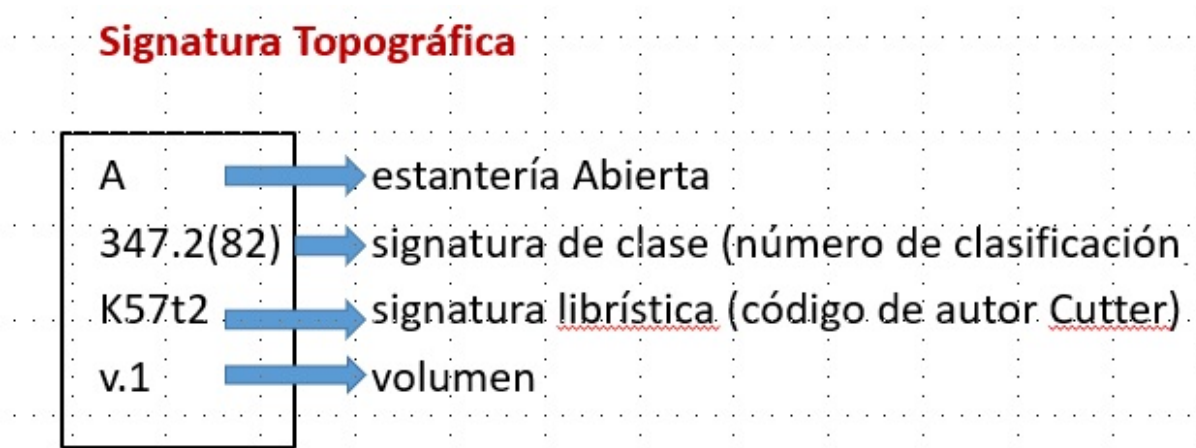 Signatura Topográfica
A estantería Abierta
347.2(82) signatura de clase (número de clasificación
K57t2 signatura librística (código de autor Cutter)
v.1 volumen